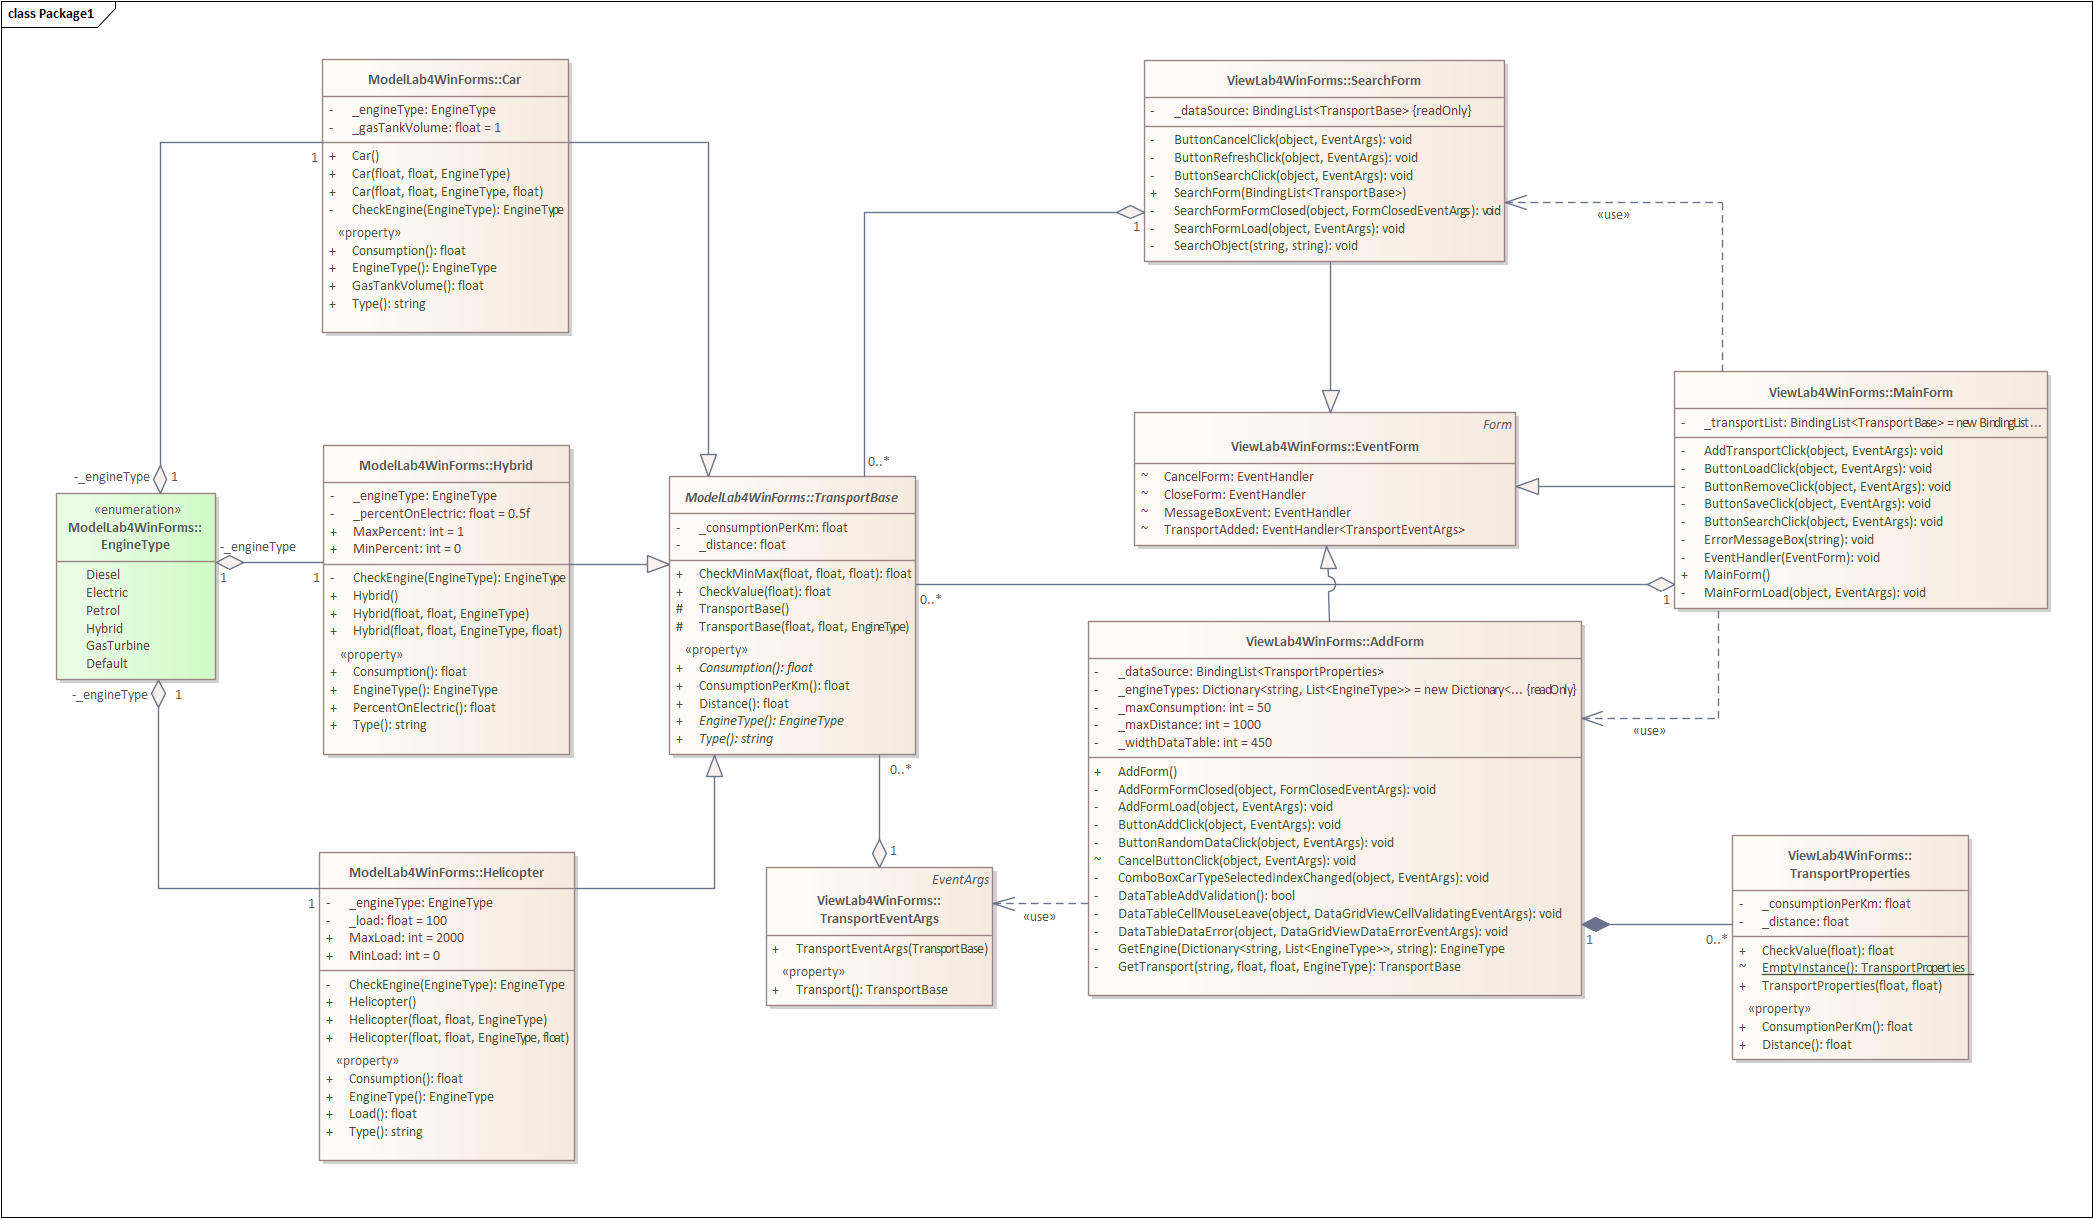 class Package1
ModelLab4WinForms::Car
- _engineType: EngineType
- _gasTankVolume: float = 1
+ Car()
+ Car(float, float, EngineType)
+ Car(float, float, EngineType, float)
- CheckEngine(EngineType): EngineType
«property»
+ Consumption(): float
+ EngineType(): EngineType
+ GasTankVolume(): float
+ Type(): string
1
ViewLab4WinForms::SearchForm
- _dataSource: BindingList<TransportBase> {readOnly}
- ButtonCancelClick(object, EventArgs): void
- ButtonRefreshClick(object, EventArgs): void
- ButtonSearchClick(object, EventArgs): void
+ SearchForm(BindingList<TransportBase>)
- SearchFormFormClosed(object, FormClosedEventArgs): void
- SearchFormLoad(object, EventArgs): void
- SearchObject(string, string): void
1
«use»
ViewLab4WinForms::MainForm
- _transportList: BindingList<TransportBase> = new BindingList...
- AddTransportClick(object, EventArgs): void
- ButtonLoadClick(object, EventArgs): void
- ButtonRemoveClick(object, EventArgs): void
- ButtonSaveClick(object, EventArgs): void
- ButtonSearchClick(object, EventArgs): void
- ErrorMessageBox(string): void
- EventHandler(EventForm): void
+ MainForm()
- MainFormLoad(object, EventArgs): void
1
Form
ViewLab4WinForms::EventForm
~ CancelForm: EventHandler
~ CloseForm: EventHandler
~ MessageBoxEvent: EventHandler
~ TransportAdded: EventHandler<TransportEventArgs>
ModelLab4WinForms::Hybrid
- _engineType: EngineType
- _percentOnElectric: float = 0.5f
+ MaxPercent: int = 1
+ MinPercent: int = 0
- CheckEngine(EngineType): EngineType
+ Hybrid()
+ Hybrid(float, float, EngineType)
+ Hybrid(float, float, EngineType, float)
«property»
+ Consumption(): float
+ EngineType(): EngineType
+ PercentOnElectric(): float
+ Type(): string
-_engineType
1
«enumeration»
ModelLab4WinForms::
EngineType
Diesel
Electric
Petrol
Hybrid
GasTurbine
Default
-_engineType
1
1
-_engineType
1
0..*
ModelLab4WinForms::TransportBase
- _consumptionPerKm: float
- _distance: float
+ CheckMinMax(float, float, float): float
+ CheckValue(float): float
# TransportBase()
# TransportBase(float, float, EngineType)
«property»
+ Consumption(): float
+ ConsumptionPerKm(): float
+ Distance(): float
+ EngineType(): EngineType
+ Type(): string
0..*
0..*
ViewLab4WinForms::AddForm
- _dataSource: BindingList<TransportProperties>
- _engineTypes: Dictionary<string, List<EngineType>> = new Dictionary<... {readOnly}
- _maxConsumption: int = 50
- _maxDistance: int = 1000
- _widthDataTable: int = 450
+ AddForm()
- AddFormFormClosed(object, FormClosedEventArgs): void
- AddFormLoad(object, EventArgs): void
- ButtonAddClick(object, EventArgs): void
- ButtonRandomDataClick(object, EventArgs): void
~ CancelButtonClick(object, EventArgs): void
- ComboBoxCarTypeSelectedIndexChanged(object, EventArgs): void
- DataTableAddValidation(): bool
- DataTableCellMouseLeave(object, DataGridViewCellValidatingEventArgs): void
- DataTableDataError(object, DataGridViewDataErrorEventArgs): void
- GetEngine(Dictionary<string, List<EngineType>>, string): EngineType
- GetTransport(string, float, float, EngineType): TransportBase
«use»
1
0..*
ViewLab4WinForms::
TransportProperties
- _consumptionPerKm: float
- _distance: float
+ CheckValue(float): float
~ EmptyInstance(): TransportProperties
+ TransportProperties(float, float)
«property»
+ ConsumptionPerKm(): float
+ Distance(): float
1
EventArgs
ViewLab4WinForms::
TransportEventArgs
+ TransportEventArgs(TransportBase)
«property»
+ Transport(): TransportBase
«use»
ModelLab4WinForms::Helicopter
- _engineType: EngineType
- _load: float = 100
+ MaxLoad: int = 2000
+ MinLoad: int = 0
- CheckEngine(EngineType): EngineType
+ Helicopter()
+ Helicopter(float, float, EngineType)
+ Helicopter(float, float, EngineType, float)
«property»
+ Consumption(): float
+ EngineType(): EngineType
+ Load(): float
+ Type(): string
1